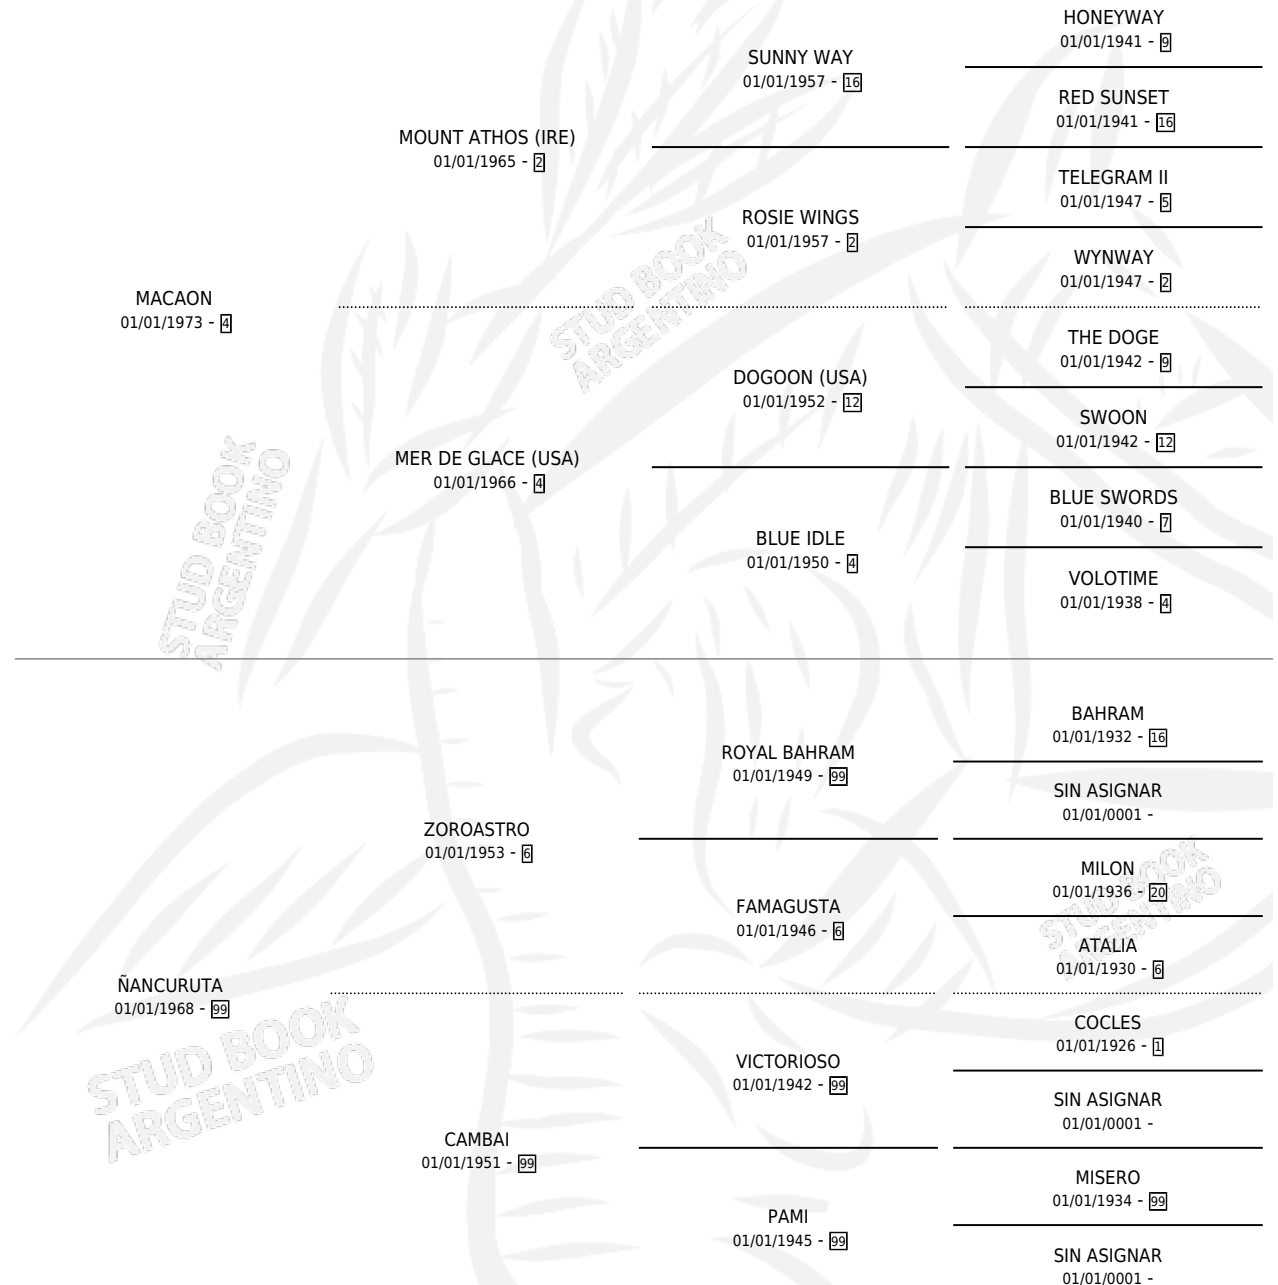 HONEYWAY
01/01/1941 - 9
SUNNY WAY
01/01/1957 - 16
RED SUNSET
01/01/1941 - 16
MOUNT ATHOS (IRE)
01/01/1965 - 2
TELEGRAM II
01/01/1947 - 5
ROSIE WINGS
01/01/1957 - 2
WYNWAY
01/01/1947 - 2
MACAON
01/01/1973 - 4
THE DOGE
01/01/1942 - 9
DOGOON (USA)
01/01/1952 - 12
SWOON
01/01/1942 - 12
MER DE GLACE (USA)
01/01/1966 - 4
BLUE SWORDS
01/01/1940 - 7
BLUE IDLE
01/01/1950 - 4
VOLOTIME
01/01/1938 - 4
BAHRAM
01/01/1932 - 16
ROYAL BAHRAM
01/01/1949 - 99
SIN ASIGNAR
01/01/0001 -
ZOROASTRO
01/01/1953 - 6
MILON
01/01/1936 - 20
FAMAGUSTA
01/01/1946 - 6
ATALIA
01/01/1930 - 6
ÑANCURUTA
01/01/1968 - 99
COCLES
01/01/1926 - 1
VICTORIOSO
01/01/1942 - 99
SIN ASIGNAR
01/01/0001 -
CAMBAI
01/01/1951 - 99
MISERO
01/01/1934 - 99
PAMI
01/01/1945 - 99
SIN ASIGNAR
01/01/0001 -
STUD BOOK
ARGENTINO
STUD BOOK
ARGENTINO
STUD BOOK
ARGENTINO
STUD BOOK
ARGENTINO